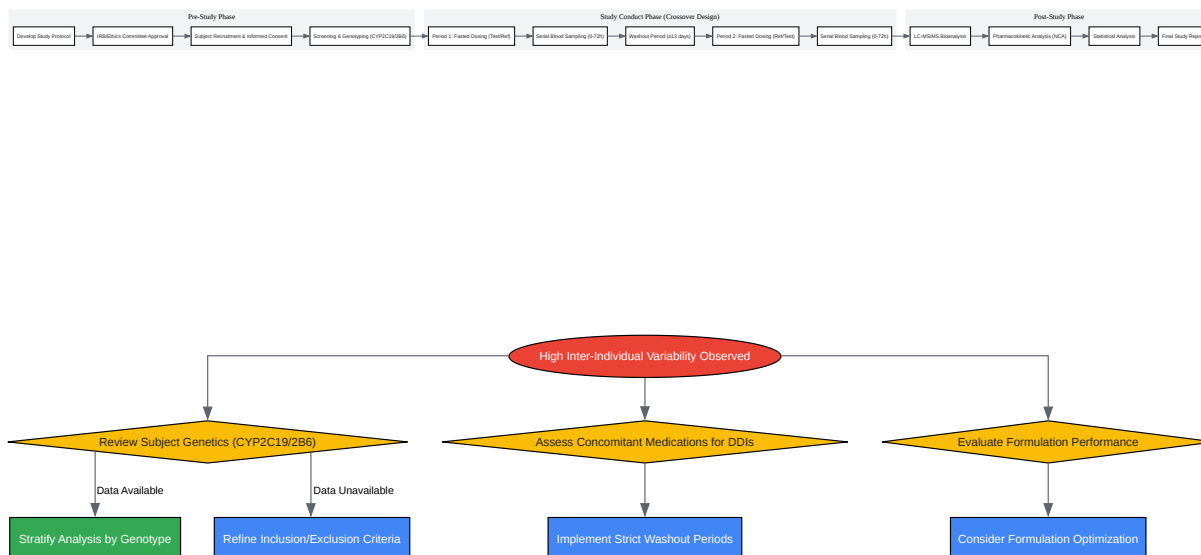 Pre-Study Phase
Study Conduct Phase (Crossover Design)
Post-Study Phase
Develop Study Protocol
IRB/Ethics Committee Approval
Subject Recruitment & Informed Consent
Screening & Genotyping (CYP2C19/2B6)
Period 1: Fasted Dosing (Test/Ref)
Serial Blood Sampling (0-72h)
Washout Period (≥13 days)
Period 2: Fasted Dosing (Ref/Test)
Serial Blood Sampling (0-72h)
LC-MS/MS Bioanalysis
Pharmacokinetic Analysis (NCA)
Statistical Analysis
Final Study Repo
High Inter-Individual Variability Observed
Review Subject Genetics (CYP2C19/2B6)
Assess Concomitant Medications for DDIs
Evaluate Formulation Performance
Data Available
Data Unavailable
Stratify Analysis by Genotype
Refine Inclusion/Exclusion Criteria
Implement Strict Washout Periods
Consider Formulation Optimization